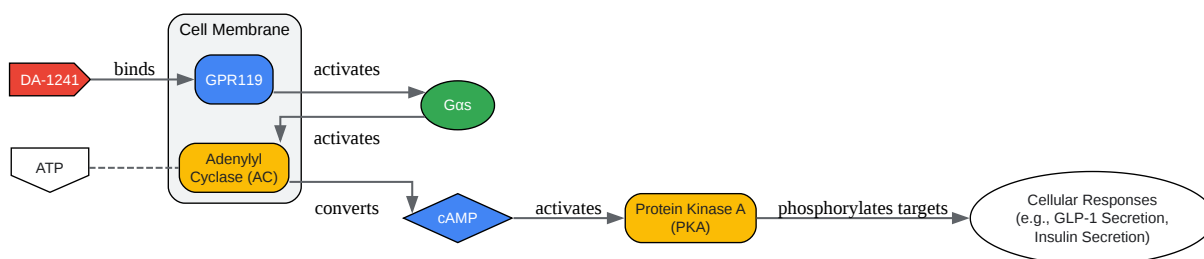 Cell Membrane
DA-1241
binds
GPR119
activates
Gαs
activates
ATP
Adenylyl
Cyclase (AC)
converts
cAMP
activates
Protein Kinase A
(PKA)
phosphorylates targets
Cellular Responses
(e.g., GLP-1 Secretion,
Insulin Secretion)